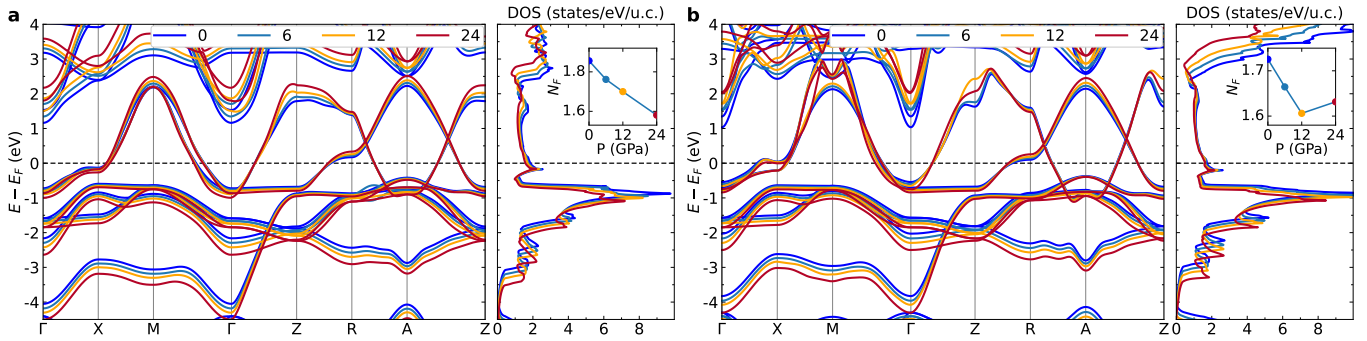 a
DOS (states/eV/u.c.)
b
DOS (states/eV/u.c.)
0 6 12 24
0 6 12 24
E − E_F (eV)
4
3
2
1
0
-1
-2
-3
-4
Γ X M Γ Z R A Z
0 2 4 6 8
N_F
1.8
1.6
0 12 24
P (GPa)
E − E_F (eV)
4
3
2
1
0
-1
-2
-3
-4
Γ X M Γ Z R A Z
0 2 4 6 8
N_F
1.7
1.6
0 12 24
P (GPa)